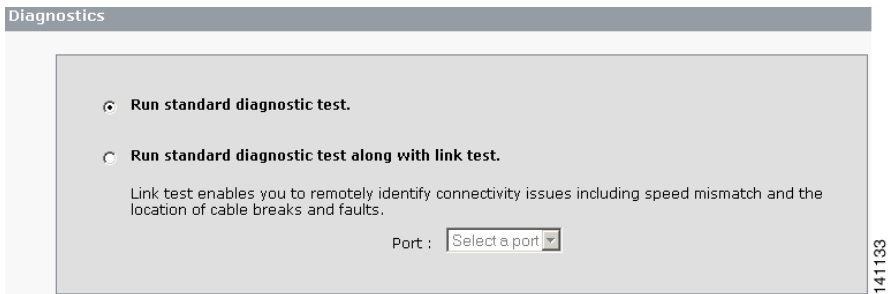 Diagnostics
Run standard diagnostic test.
Run standard diagnostic test along with link test.
Link test enables you to remotely identify connectivity issues including speed mismatch and the
location of cable breaks and faults.
Port : Select a port
141133